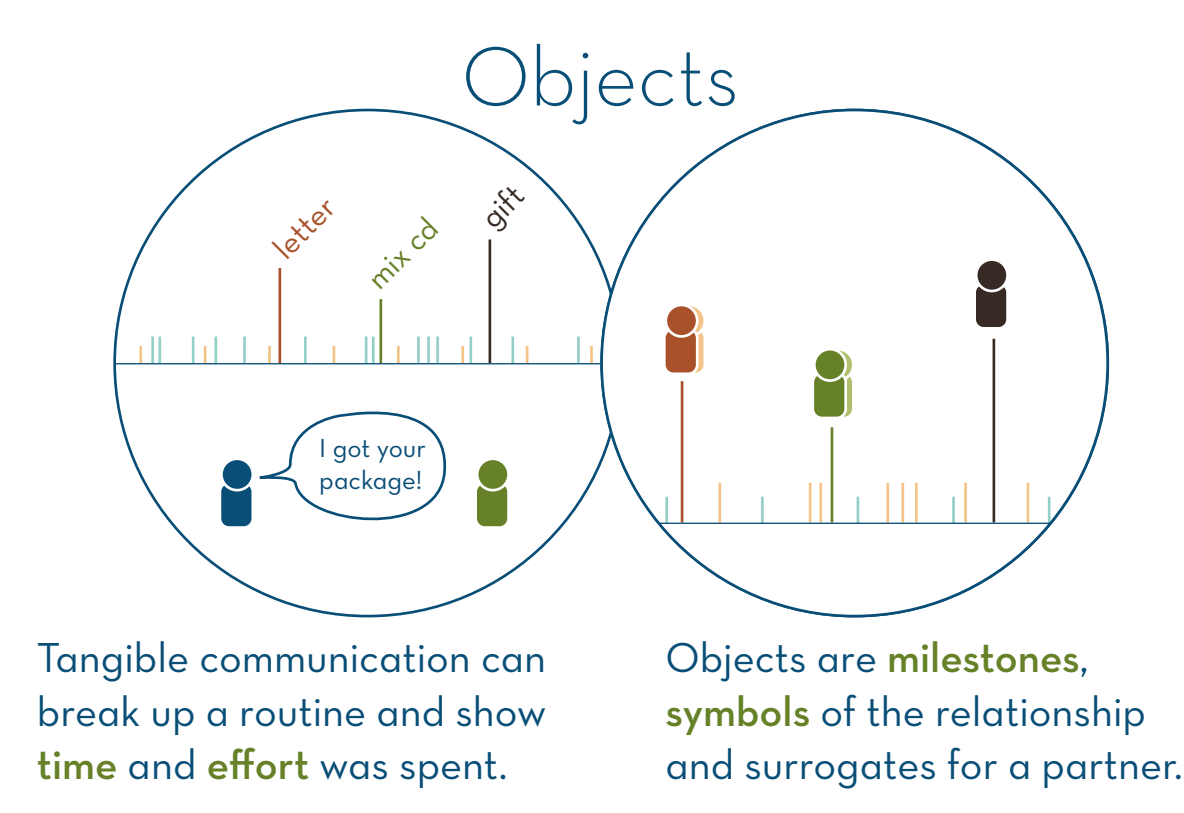 Objects
letter
mix cd
gift
I got your
package!
Tangible communication can
break up a routine and show
time and effort was spent.
Objects are milestones,
symbols of the relationship
and surrogates for a partner.